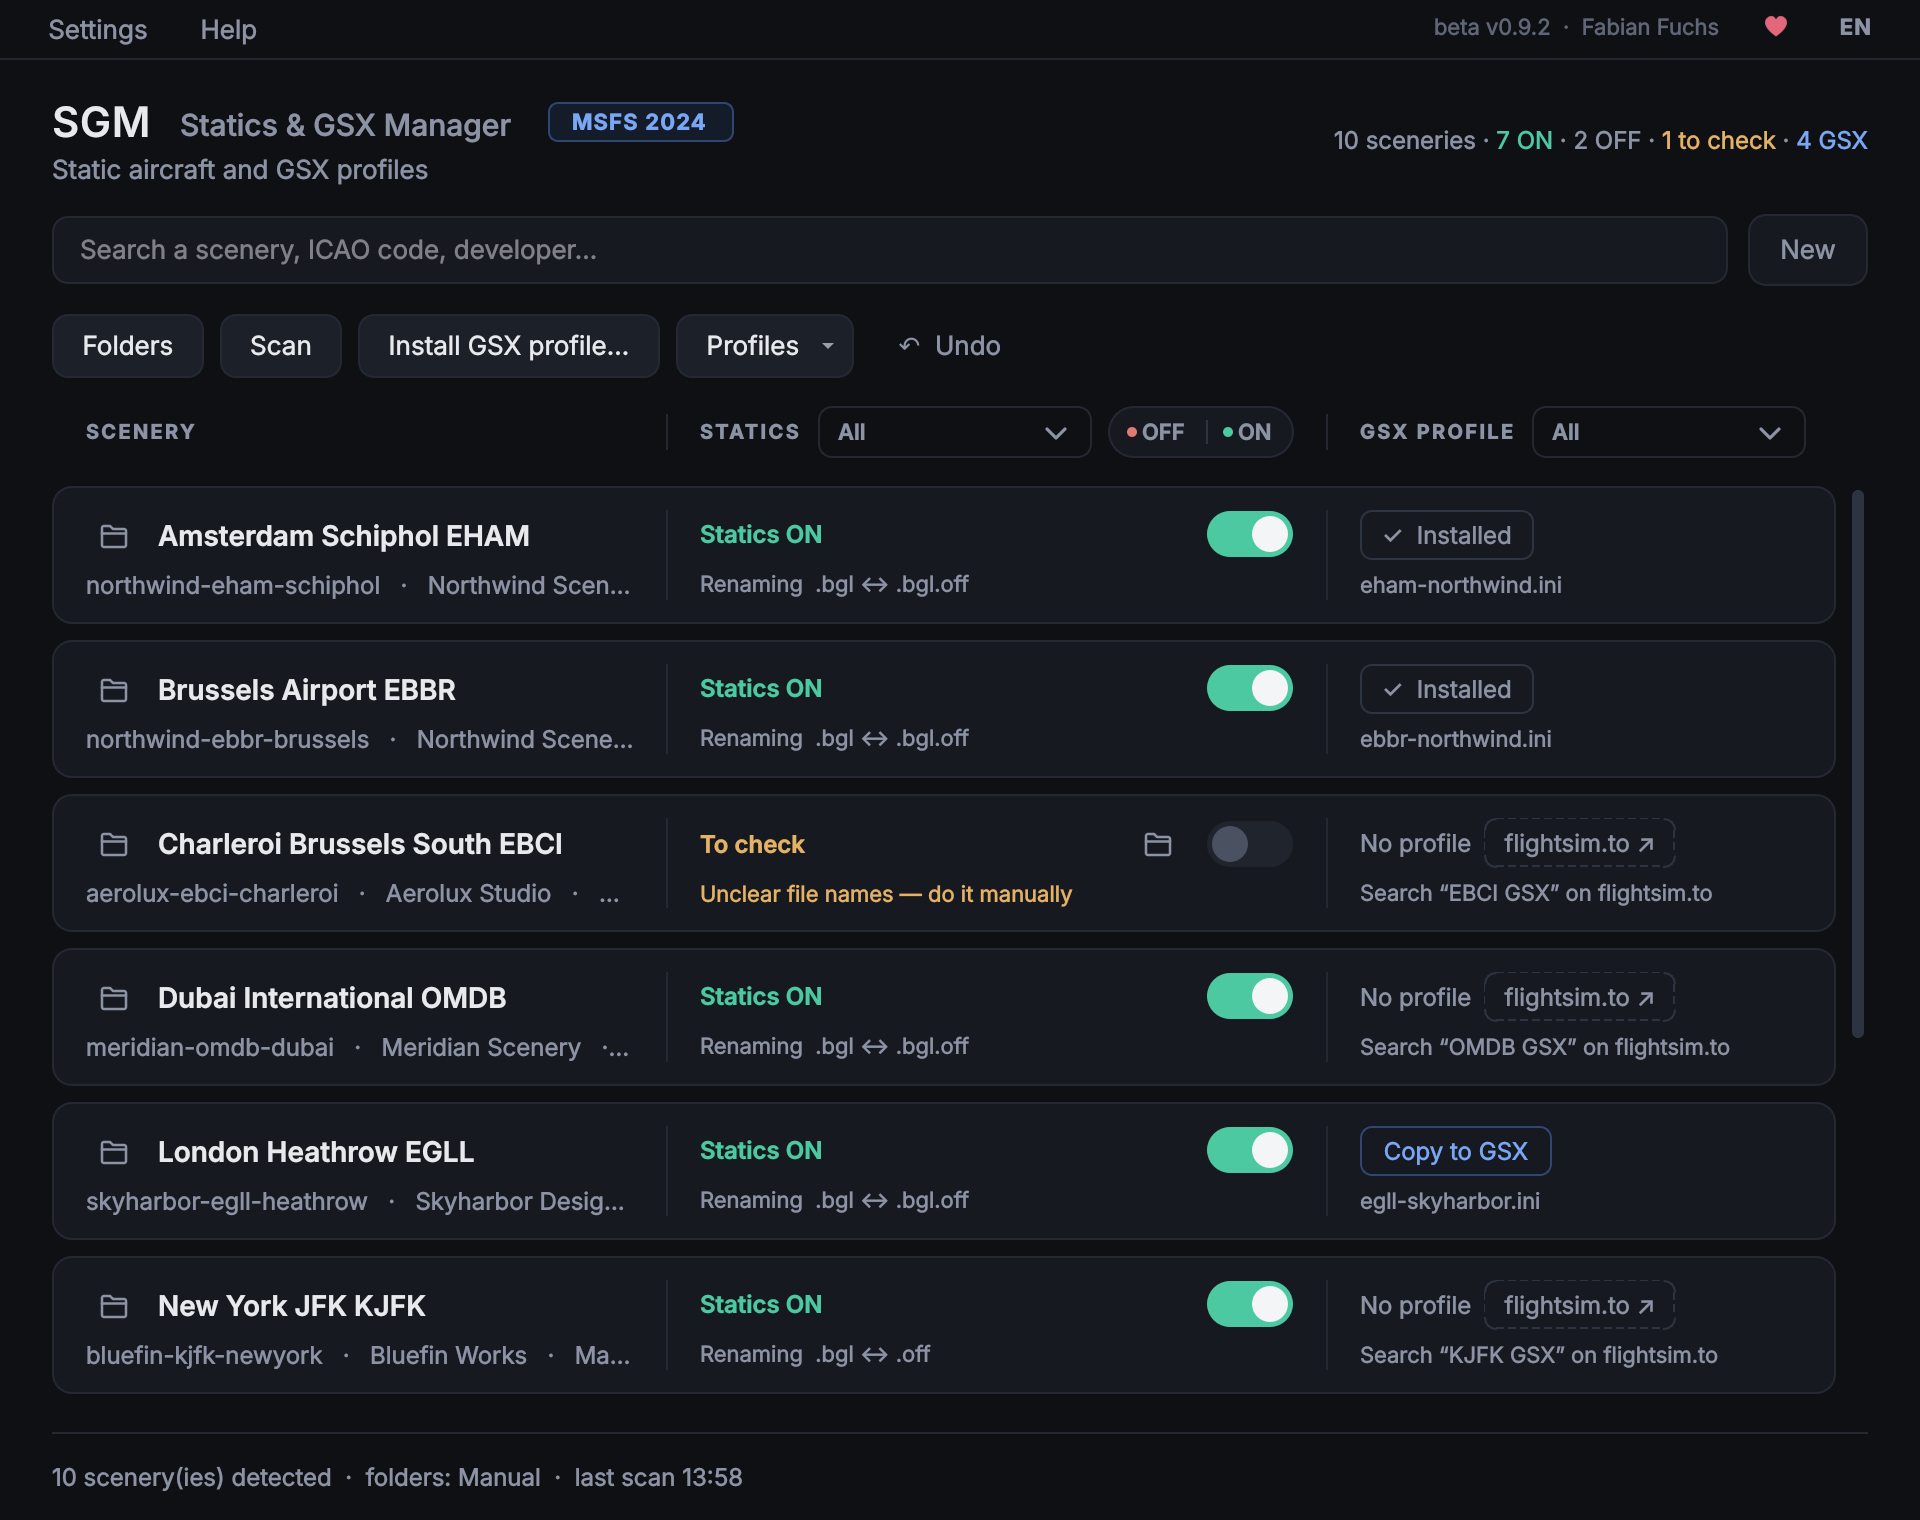 Settings Help beta v0.9.2 · Fabian Fuchs EN
SGM Statics & GSX Manager MSFS 2024
Static aircraft and GSX profiles
10 sceneries · 7 ON · 2 OFF · 1 to check · 4 GSX
Search a scenery, ICAO code, developer... New
Folders Scan Install GSX profile... Profiles Undo
SCENERY STATICS All OFF ON GSX PROFILE All
Amsterdam Schiphol EHAM Statics ON Installed
northwind-eham-schiphol · Northwind Scen... Renaming .bgl ↔ .bgl.off eham-northwind.ini
Brussels Airport EBBR Statics ON Installed
northwind-ebbr-brussels · Northwind Scene... Renaming .bgl ↔ .bgl.off ebbr-northwind.ini
Charleroi Brussels South EBCI To check No profile flightsim.to ↗
aerolux-ebci-charleroi · Aerolux Studio · ... Unclear file names — do it manually Search “EBCI GSX” on flightsim.to
Dubai International OMDB Statics ON No profile flightsim.to ↗
meridian-omdb-dubai · Meridian Scenery ·... Renaming .bgl ↔ .bgl.off Search “OMDB GSX” on flightsim.to
London Heathrow EGLL Statics ON Copy to GSX
skyharbor-egll-heathrow · Skyharbor Desig... Renaming .bgl ↔ .bgl.off egll-skyharbor.ini
New York JFK KJFK Statics ON No profile flightsim.to ↗
bluefin-kjfk-newyork · Bluefin Works · Ma... Renaming .bgl ↔ .off Search “KJFK GSX” on flightsim.to
10 scenery(ies) detected · folders: Manual · last scan 13:58